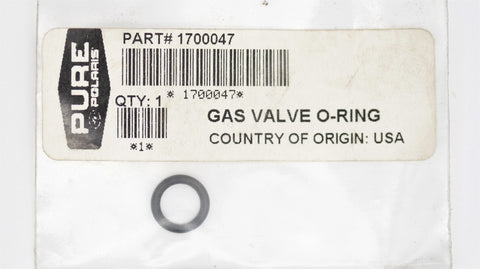 PURE
POLARIS
PART# 1700047
* 1700047*
QTY: 1
*1*
GAS VALVE O-RING
COUNTRY OF ORIGIN: USA